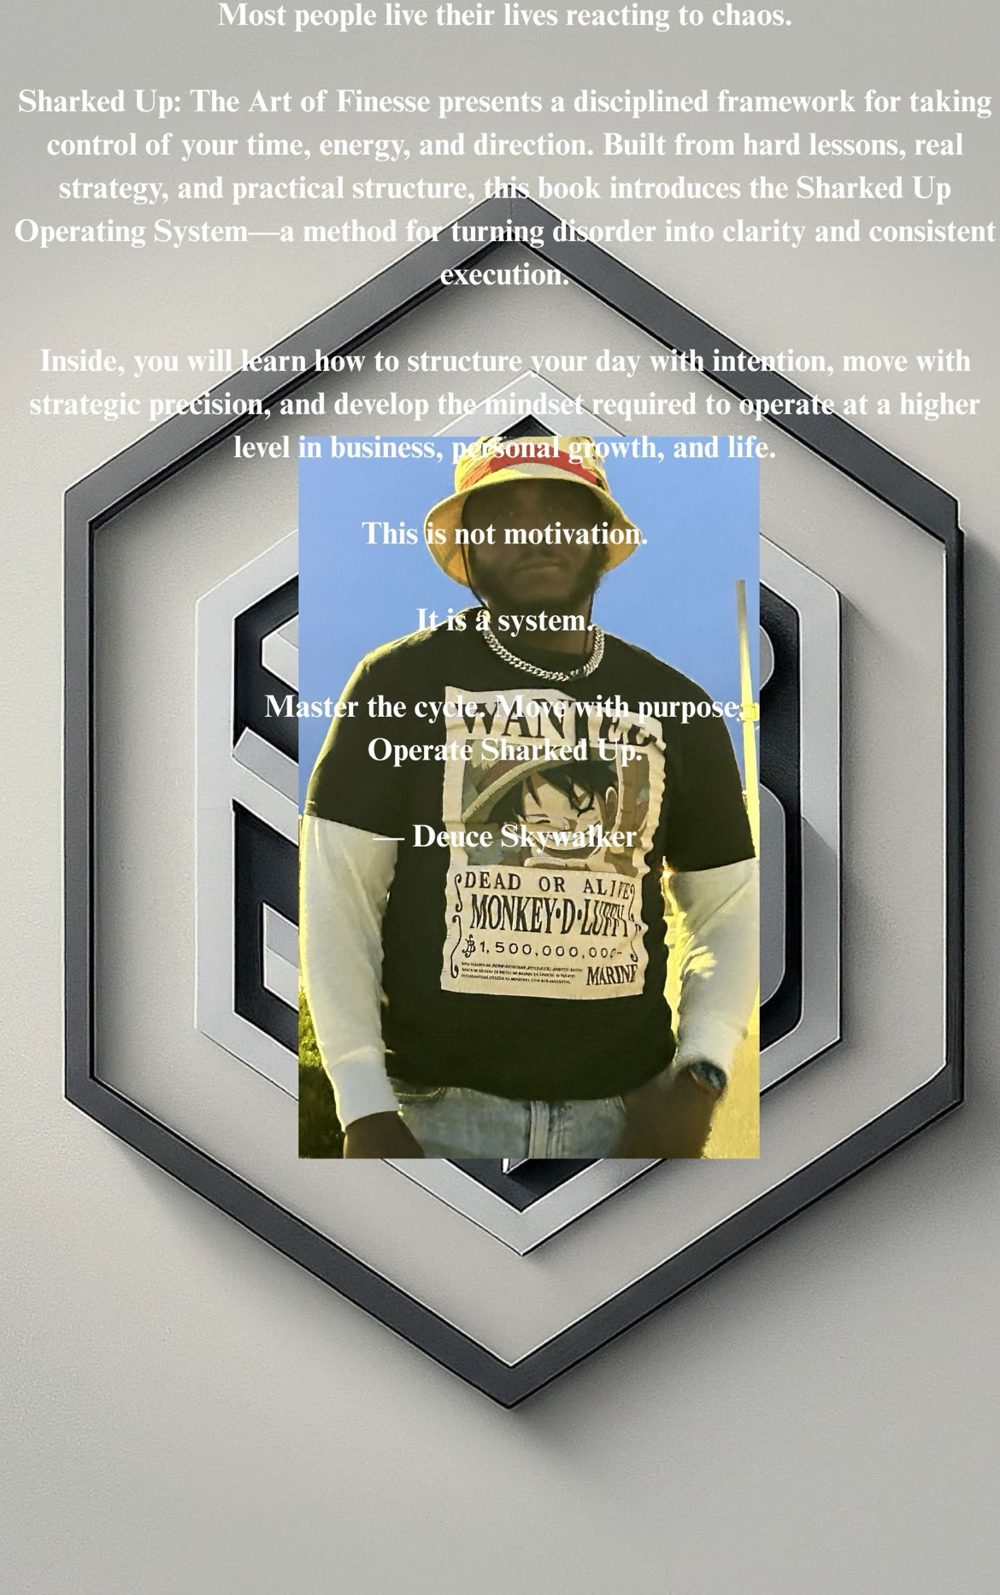 Most people live their lives reacting to chaos.
Sharked Up: The Art of Finesse presents a disciplined framework for taking
control of your time, energy, and direction. Built from hard lessons, real
strategy, and practical structure, this book introduces the Sharked Up
Operating System—a method for turning disorder into clarity and consistent
execution.
Inside, you will learn how to structure your day with intention, move with
strategic precision, and develop the mindset required to operate at a higher
level in business, personal growth, and life.
This is not motivation.
It is a system.
Master the cycle. Move with purpose.
Operate Sharked Up.
— Deuce Skywalker
WANTED
DEAD OR ALIVE
MONKEY·D·LUFFY
฿1,500,000,000-
MARINE